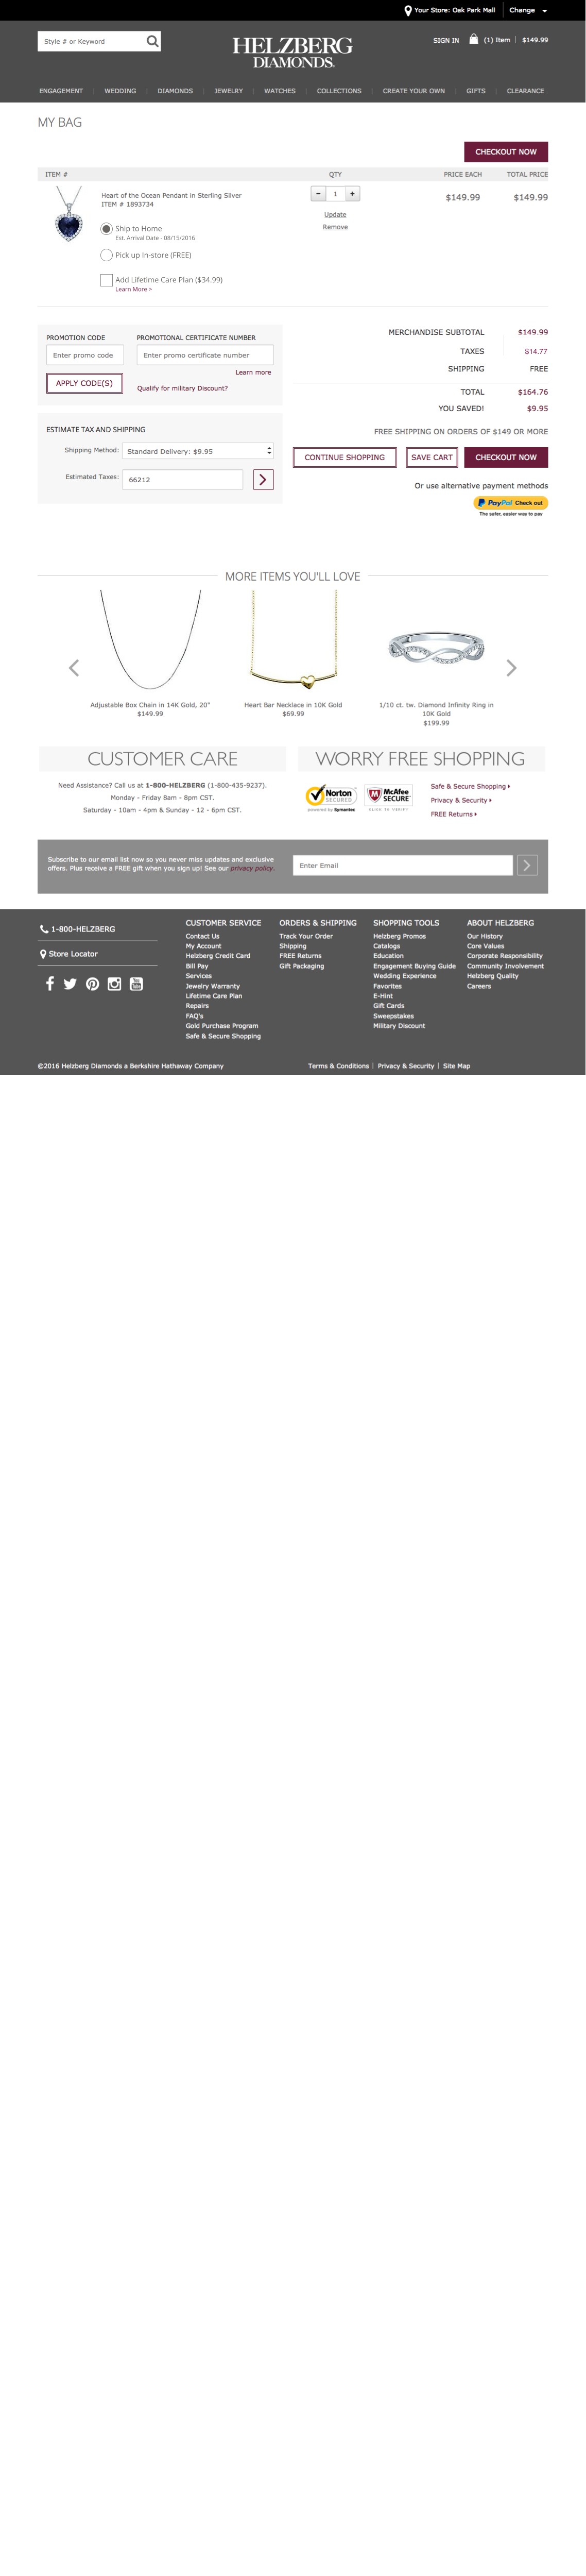 Your Store: Oak Park Mall
Change
Style # or Keyword
HELZBERG
DIAMONDS.
SIGN IN
(1) Item | $149.99
ENGAGEMENT | WEDDING | DIAMONDS | JEWELRY | WATCHES | COLLECTIONS | CREATE YOUR OWN | GIFTS | CLEARANCE
MY BAG
CHECKOUT NOW
ITEM # QTY PRICE EACH TOTAL PRICE
Heart of the Ocean Pendant in Sterling Silver
ITEM # 1893734
- 1 +
$149.99 $149.99
Update
Remove
Ship to Home
Est. Arrival Date - 08/15/2016
Pick up In-store (FREE)
Add Lifetime Care Plan ($34.99)
Learn More >
PROMOTION CODE
PROMOTIONAL CERTIFICATE NUMBER
Enter promo code
Enter promo certificate number
Learn more
APPLY CODE(S)
Qualify for military Discount?
ESTIMATE TAX AND SHIPPING
Shipping Method: Standard Delivery: $9.95
Estimated Taxes: 66212
MERCHANDISE SUBTOTAL $149.99
TAXES $14.77
SHIPPING FREE
TOTAL $164.76
YOU SAVED! $9.95
FREE SHIPPING ON ORDERS OF $149 OR MORE
CONTINUE SHOPPING
SAVE CART
CHECKOUT NOW
Or use alternative payment methods
PayPal Check out
The safer, easier way to pay
MORE ITEMS YOU'LL LOVE
Adjustable Box Chain in 14K Gold, 20"
$149.99
Heart Bar Necklace in 10K Gold
$69.99
1/10 ct. tw. Diamond Infinity Ring in
10K Gold
$199.99
CUSTOMER CARE
Need Assistance? Call us at 1-800-HELZBERG (1-800-435-9237).
Monday - Friday 8am - 8pm CST.
Saturday - 10am - 4pm & Sunday - 12 - 6pm CST.
WORRY FREE SHOPPING
Norton
SECURED
powered by Symantec
McAfee
SECURE
CLICK TO VERIFY
Safe & Secure Shopping
Privacy & Security
FREE Returns
Subscribe to our email list now so you never miss updates and exclusive
offers. Plus receive a FREE gift when you sign up! See our privacy policy.
Enter Email
1-800-HELZBERG
Store Locator
You
Tube
CUSTOMER SERVICE
Contact Us
My Account
Helzberg Credit Card
Bill Pay
Services
Jewelry Warranty
Lifetime Care Plan
Repairs
FAQ's
Gold Purchase Program
Safe & Secure Shopping
ORDERS & SHIPPING
Track Your Order
Shipping
FREE Returns
Gift Packaging
SHOPPING TOOLS
Helzberg Promos
Catalogs
Education
Engagement Buying Guide
Wedding Experience
Favorites
E-Hint
Gift Cards
Sweepstakes
Military Discount
ABOUT HELZBERG
Our History
Core Values
Corporate Responsibility
Community Involvement
Helzberg Quality
Careers
©2016 Helzberg Diamonds a Berkshire Hathaway Company
Terms & Conditions | Privacy & Security | Site Map